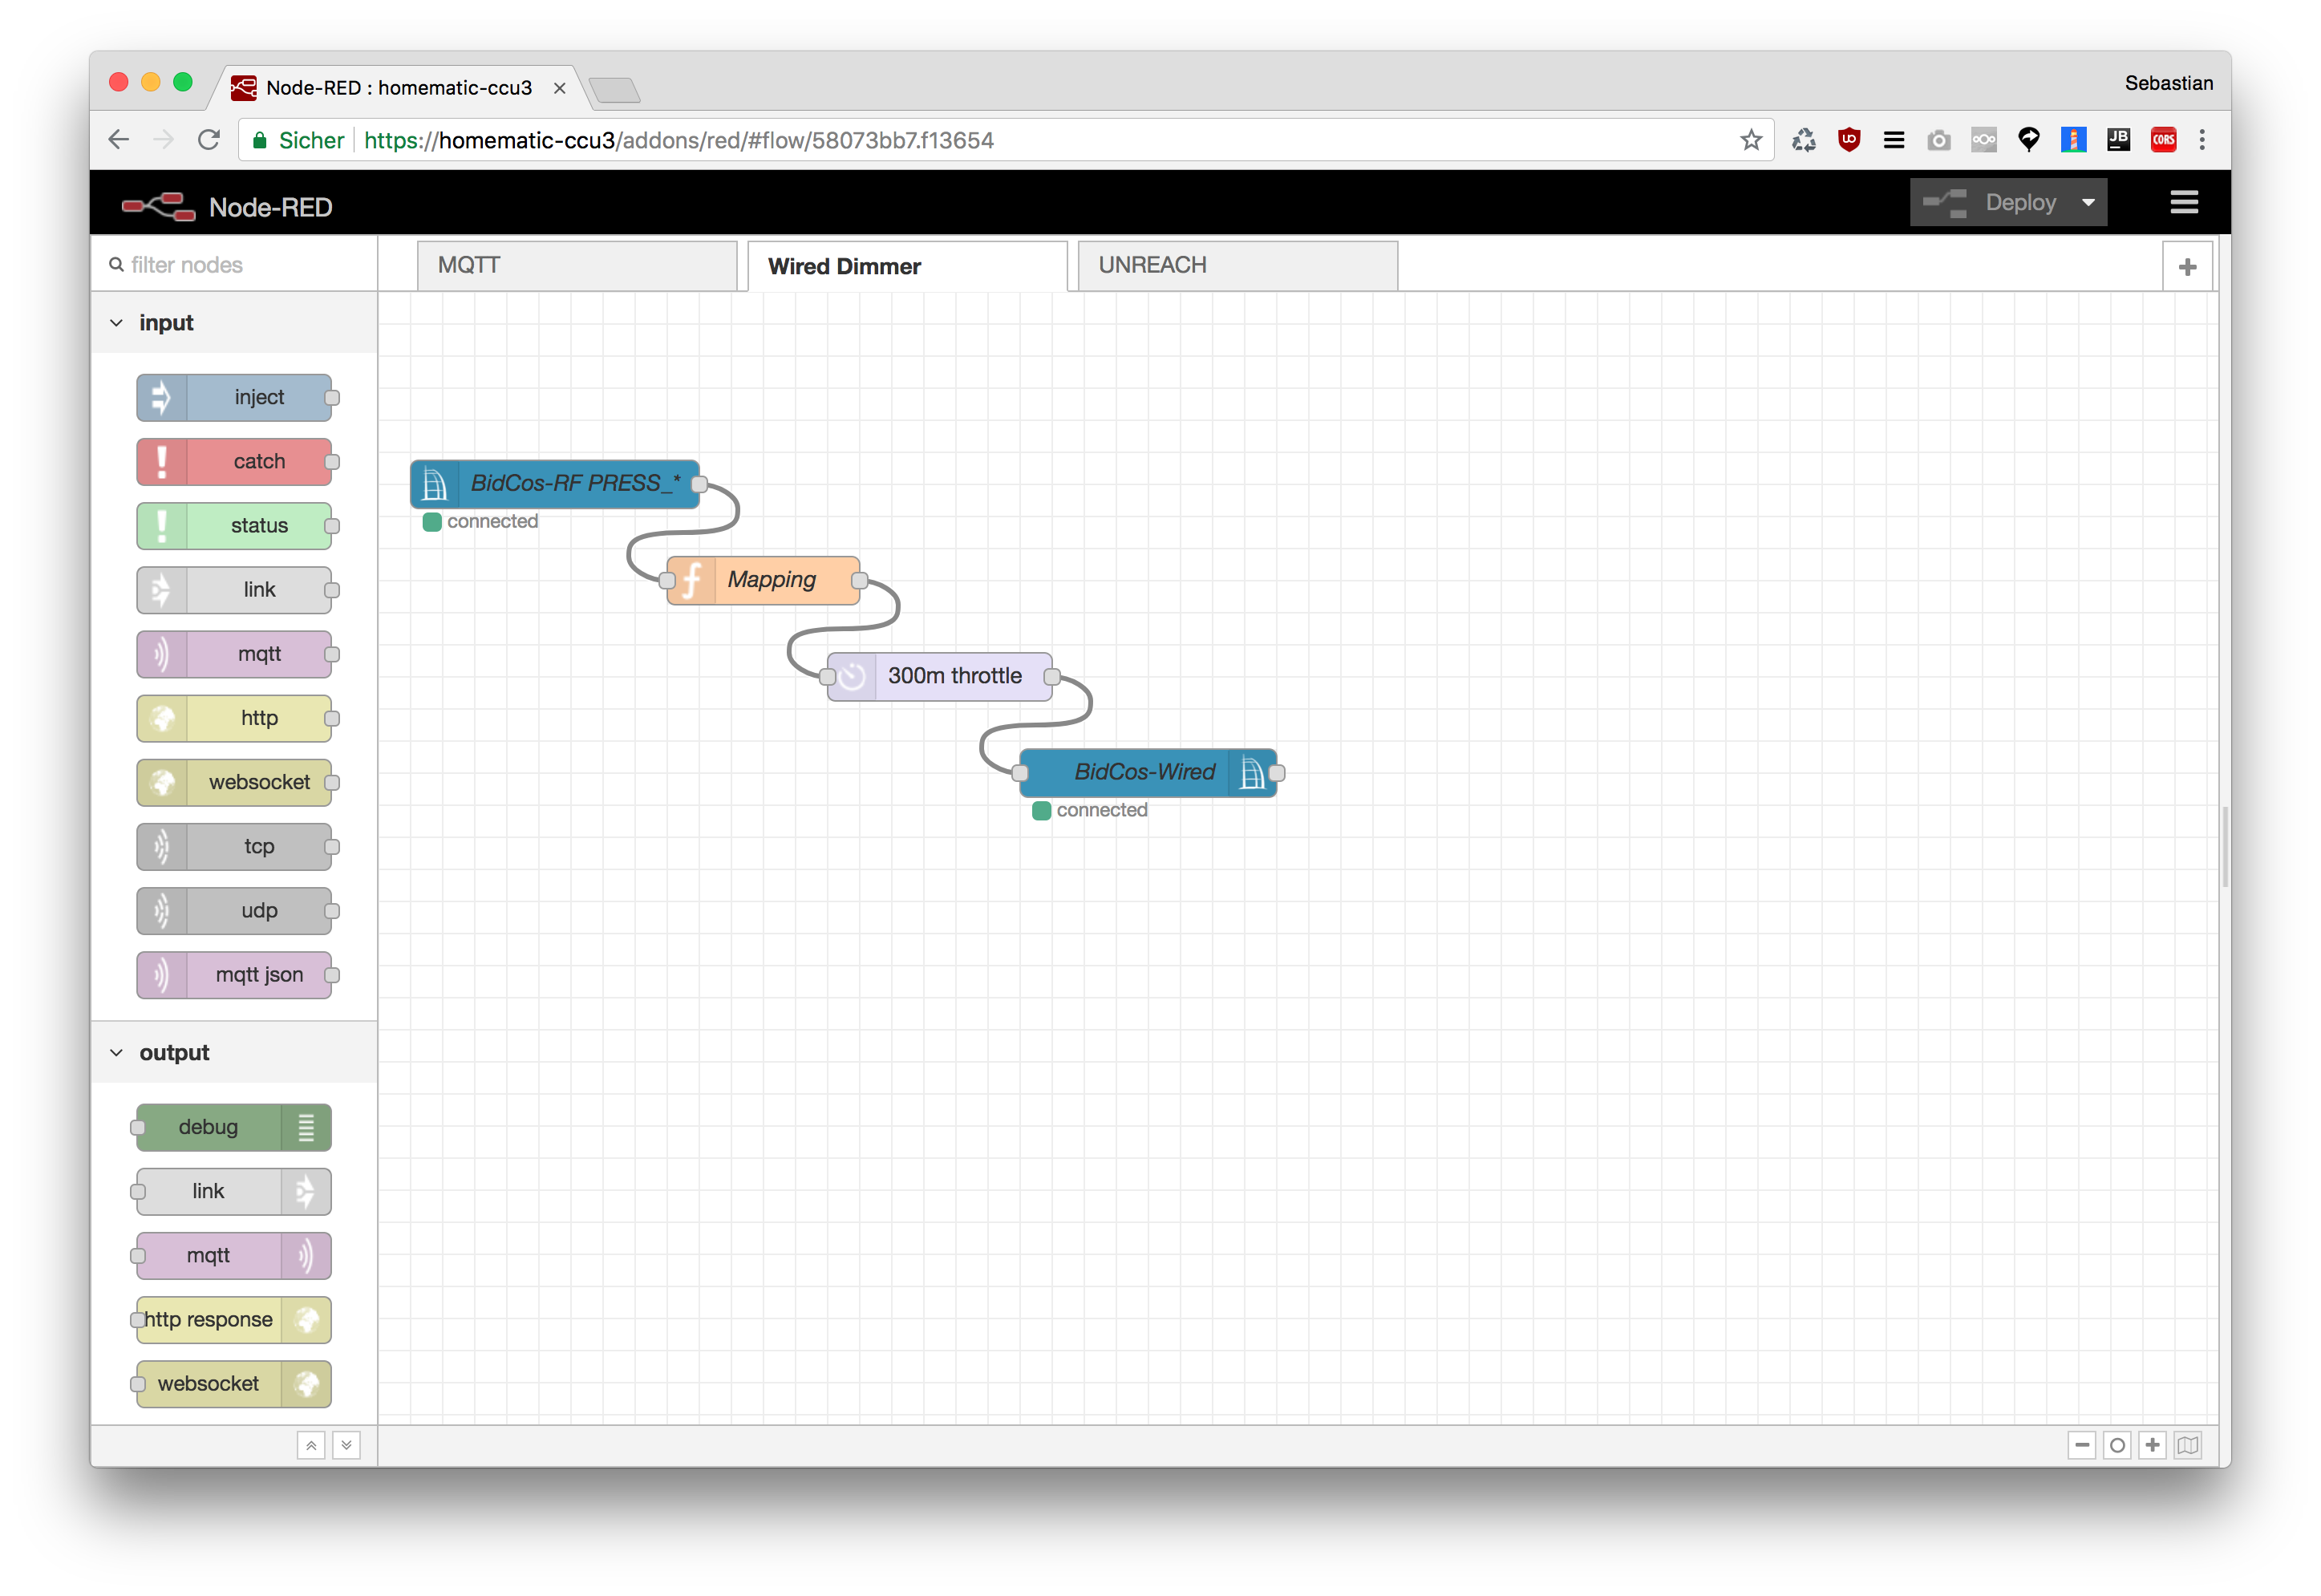 Node-RED : homematic-ccu3
Sebastian
Sicher https://homematic-ccu3/addons/red/#flow/58073bb7.f13654
JB
CORS
Node-RED
Deploy
filter nodes
MQTT
Wired Dimmer
UNREACH
input
inject
catch
status
link
mqtt
http
websocket
tcp
udp
mqtt json
output
debug
link
mqtt
http response
websocket
BidCos-RF PRESS_*
connected
Mapping
300m throttle
BidCos-Wired
connected